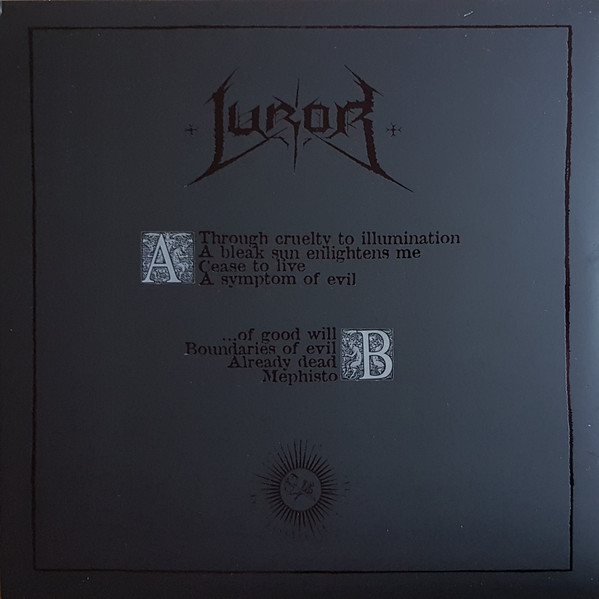 LUROR
A
Through cruelty to illumination
A bleak sun enlightens me
Cease to live
A symptom of evil
...of good will
Boundaries of evil
Already dead
Mephisto
B